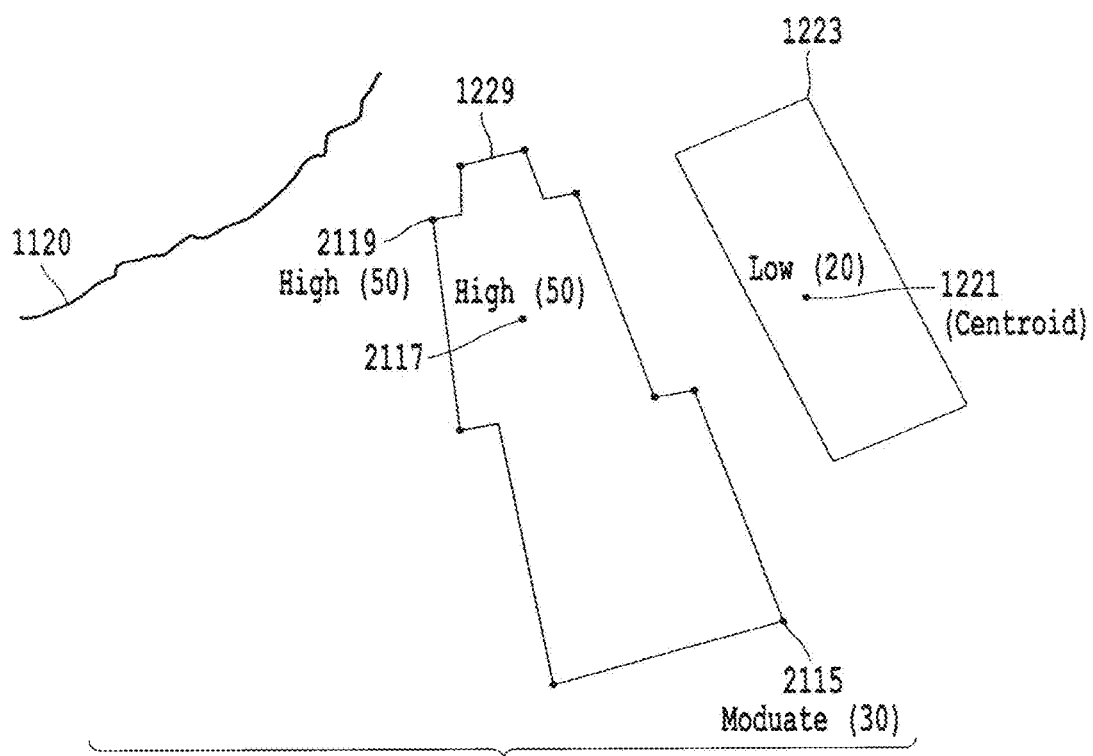 1223
1229
1120
2119
High (50)
High (50)
Low (20)
1221
(Centroid)
2117
2115
Moduate (30)